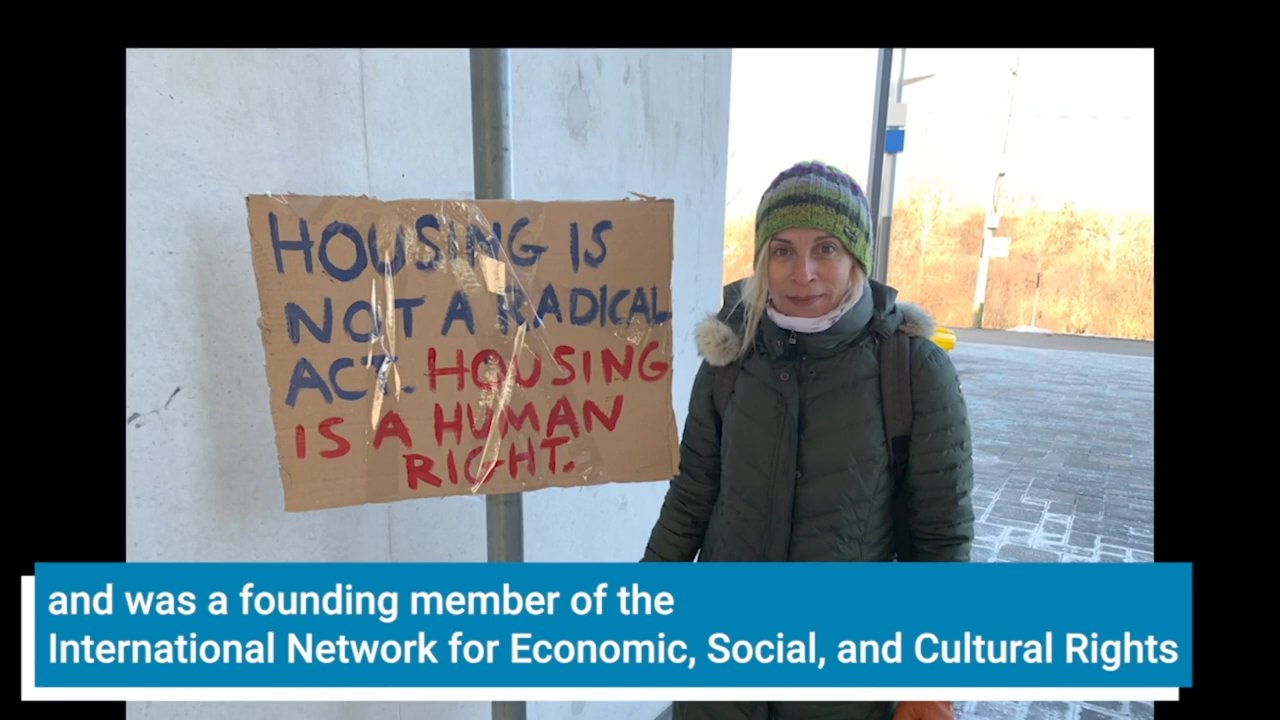 HOUSING IS
NOT A RADICAL
ACT. HOUSING
IS A HUMAN
RIGHT.
and was a founding member of the
International Network for Economic, Social, and Cultural Rights